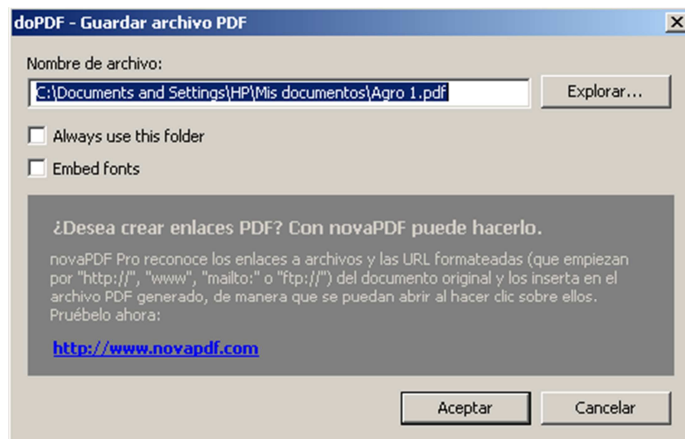 doPDF - Guardar archivo PDF
Nombre de archivo:
C:\Documents and Settings\HP\Mis documentos\Agro 1.pdf
Explorar...
Always use this folder
Embed fonts
¿Desea crear enlaces PDF? Con novaPDF puede hacerlo.
novaPDF Pro reconoce los enlaces a archivos y las URL formateadas (que empiezan
por "http://", "www", "mailto:" o "ftp://") del documento original y los inserta en el
archivo PDF generado, de manera que se puedan abrir al hacer clic sobre ellos.
Pruébelo ahora:
http://www.novapdf.com
Aceptar
Cancelar